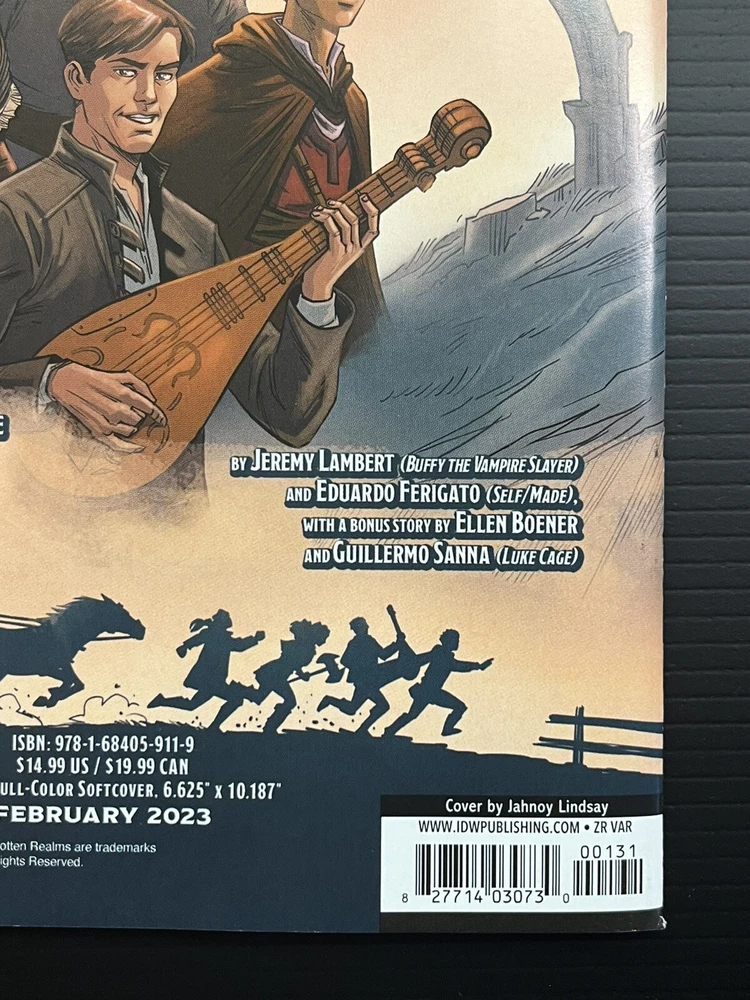 BY JEREMY LAMBERT (BUFFY THE VAMPIRE SLAYER)
AND EDUARDO FERIGATO (SELF/MADE),
WITH A BONUS STORY BY ELLEN BOENER
AND GUILLERMO SANNA (LUKE CAGE)
ISBN: 978-1-68405-911-9
$14.99 US / $19.99 CAN
ULL-COLOR SOFTCOVER, 6.625" x 10.187"
FEBRUARY 2023
otten Realms are trademarks
ights Reserved.
Cover by Jahnoy Lindsay
WWW.IDWPUBLISHING.COM • ZR VAR
00131
8 27714 03073 0